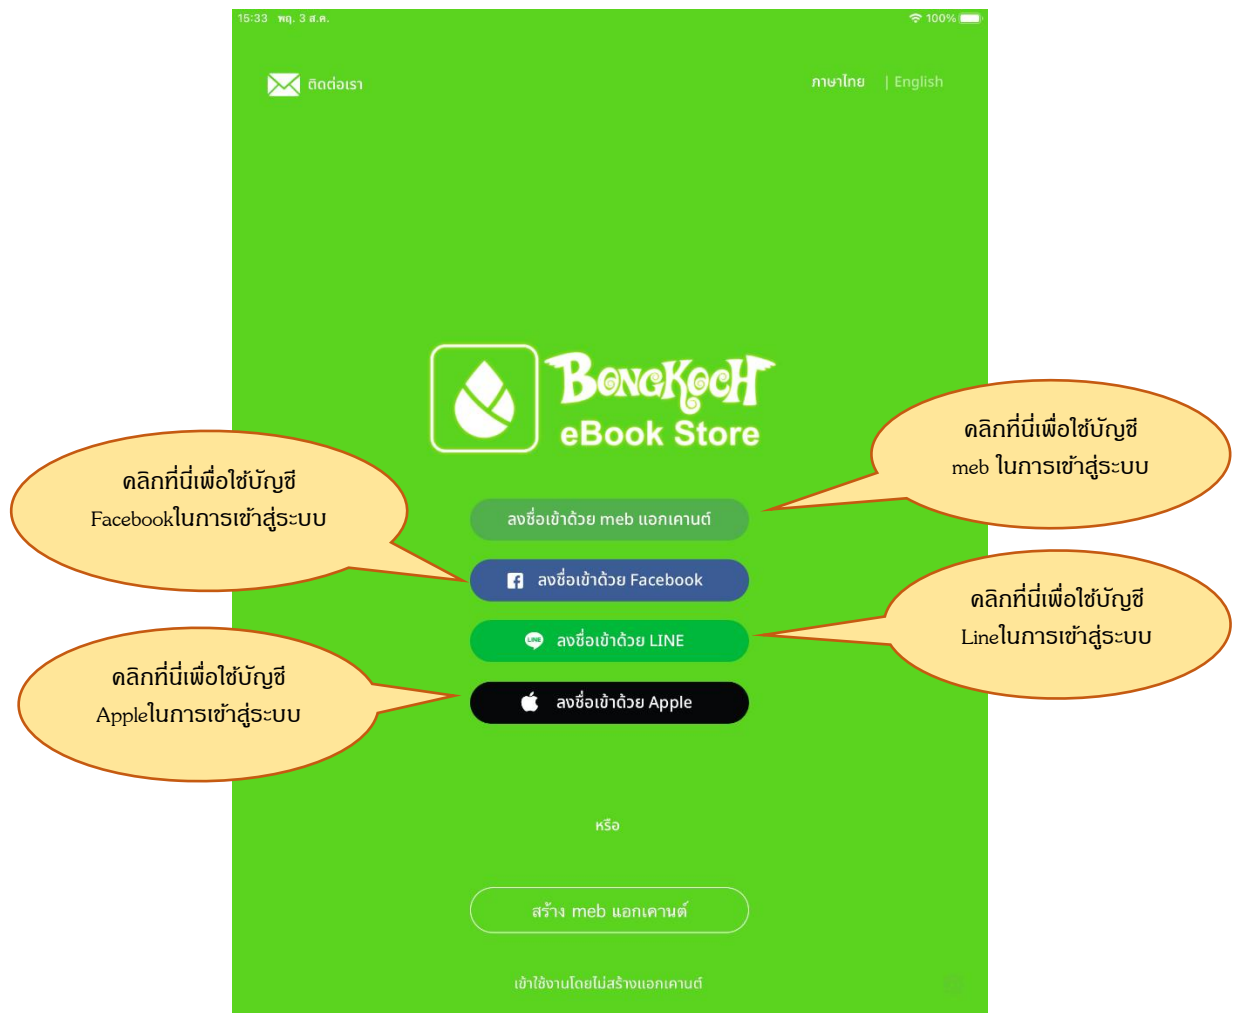 15:33 พฤ. 3 ส.ค.
100%
ติดต่อเรา
ภาษาไทย | English
BONGKOCH
eBook Store
คลิกที่นี่เพื่อใช้บัญชี
meb ในการเข้าสู่ระบบ
คลิกที่นี่เพื่อใช้บัญชี
Facebookในการเข้าสู่ระบบ
ลงชื่อเข้าด้วย meb แอกเคานต์
ลงชื่อเข้าด้วย Facebook
คลิกที่นี่เพื่อใช้บัญชี
Lineในการเข้าสู่ระบบ
LINE
ลงชื่อเข้าด้วย LINE
คลิกที่นี่เพื่อใช้บัญชี
Appleในการเข้าสู่ระบบ
ลงชื่อเข้าด้วย Apple
หรือ
สร้าง meb แอกเคานต์
เข้าใช้งานโดยไม่สร้างแอกเคานต์